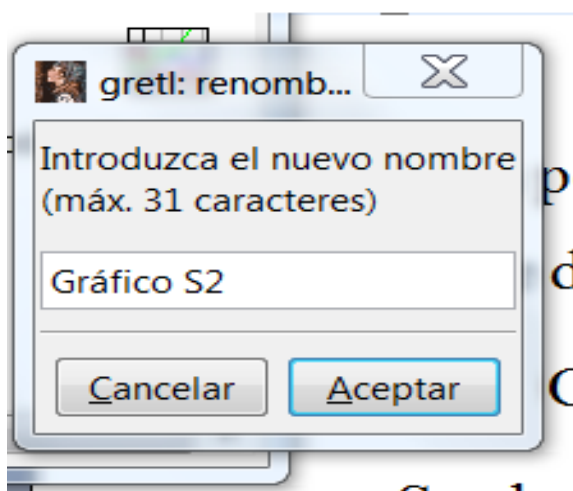 gretl: renomb...
Introduzca el nuevo nombre
(máx. 31 caracteres)
p
d
Gráfico S2
Cancelar
Aceptar